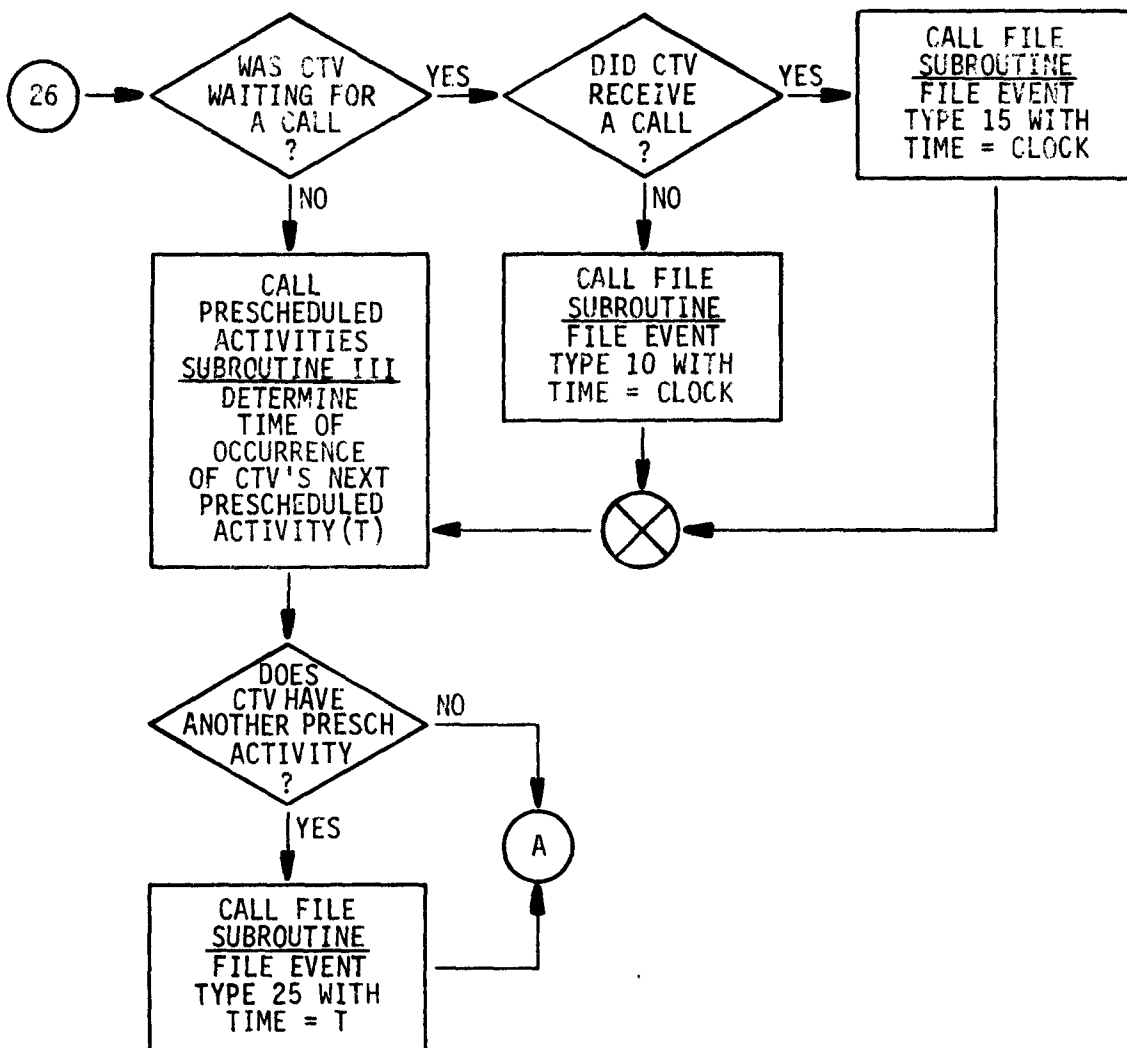 26
WAS CTV
WAITING FOR
A CALL
?
YES
DID CTV
RECEIVE
A CALL
?
YES
CALL FILE
SUBROUTINE
FILE EVENT
TYPE 15 WITH
TIME = CLOCK
NO
NO
CALL
PRESCHEDULED
ACTIVITIES
SUBROUTINE III
DETERMINE
TIME OF
OCCURRENCE
OF CTV'S NEXT
PRESCHEDULED
ACTIVITY(T)
CALL FILE
SUBROUTINE
FILE EVENT
TYPE 10 WITH
TIME = CLOCK
DOES
CTV HAVE
ANOTHER PRESCH
ACTIVITY
?
NO
YES
A
CALL FILE
SUBROUTINE
FILE EVENT
TYPE 25 WITH
TIME = T